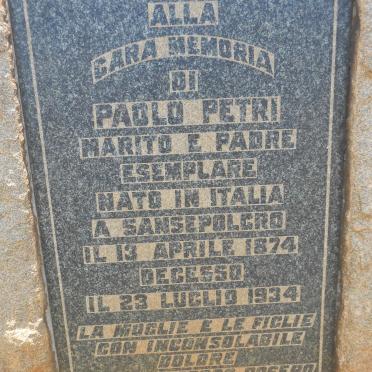 ALLA
CARA MEMORIA
DI
PAOLO PETRI
MARITO E PADRE
ESEMPLARE
NATO IN ITALIA
A SANSEPOLCRO
IL 13 APRILE 1874
DECESSO
IL 23 LUGLIO 1934
LA MOGLIE E LE FIGLIE
CON INCONSOLABILE
DOLORE